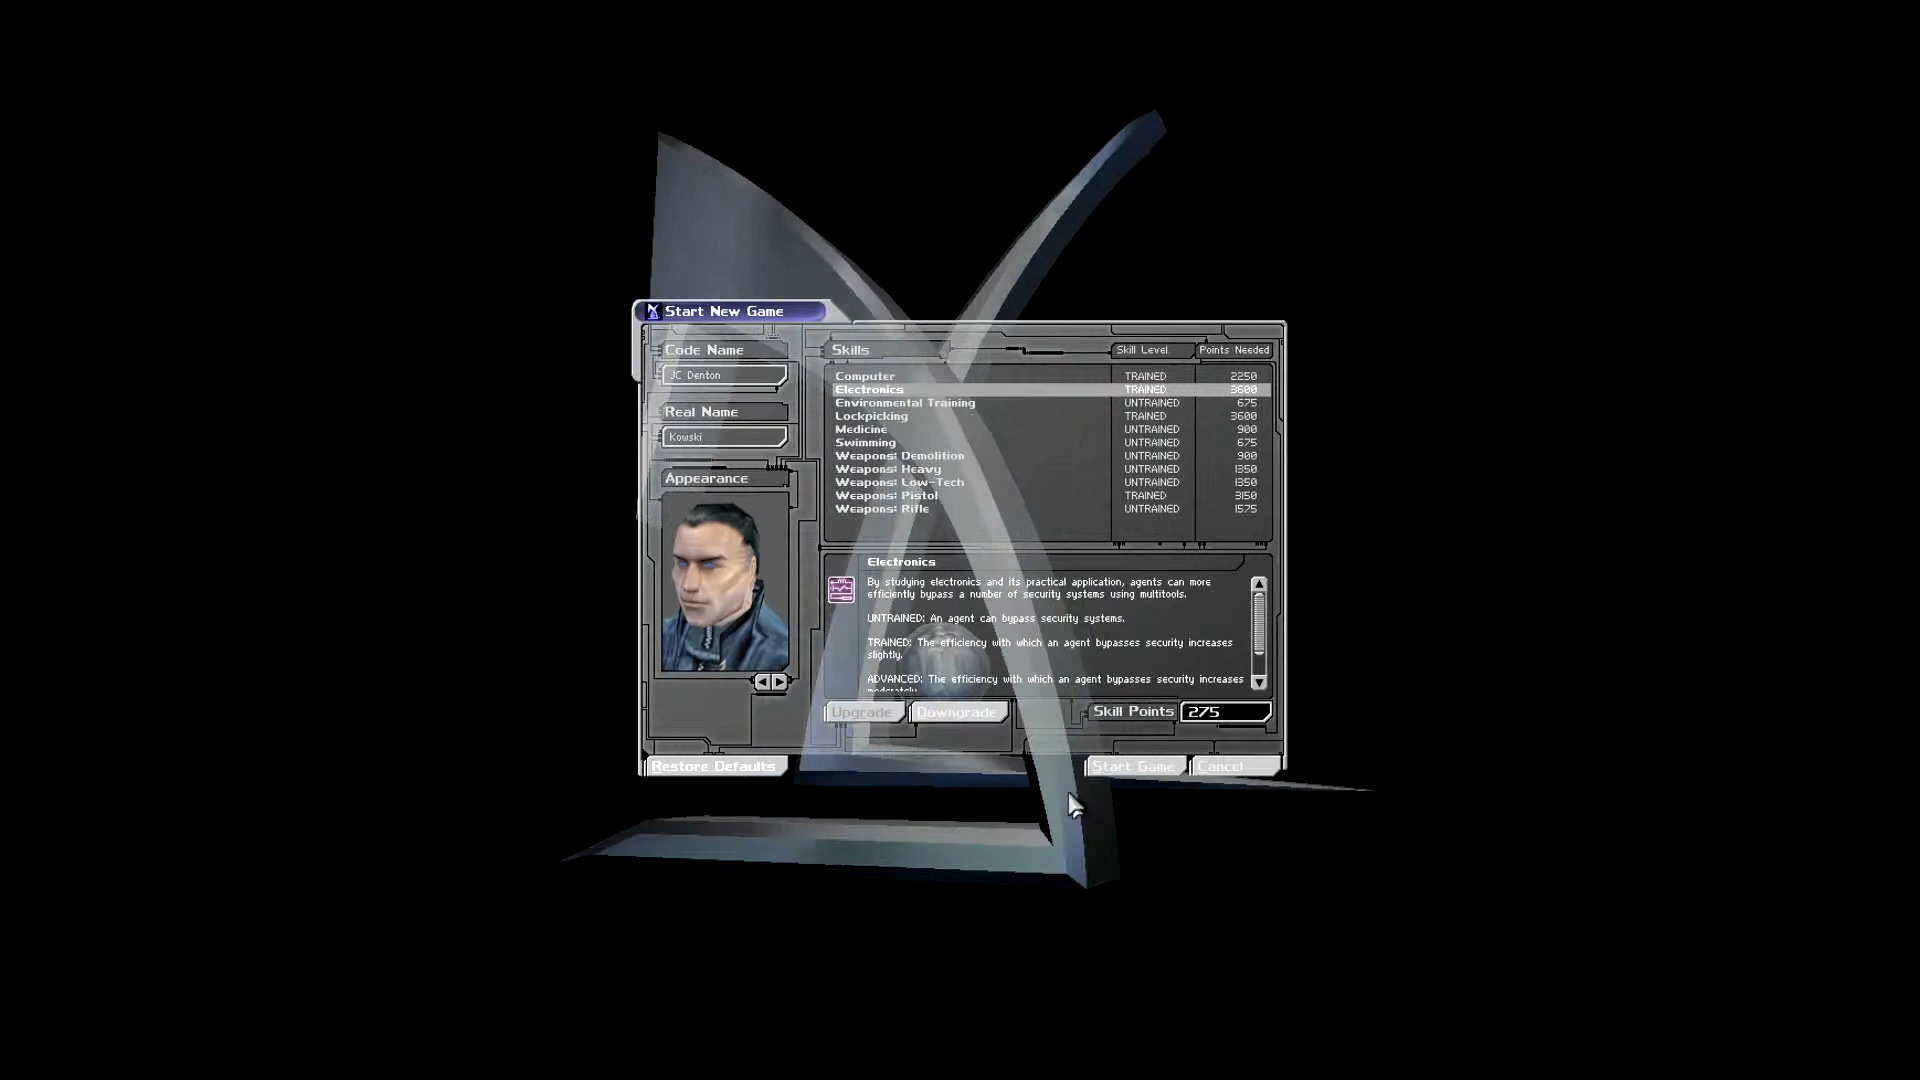 Start New Game
Code Name
JC Denton
Real Name
Kowski
Appearance
Skills Skill Level Points Needed
Computer TRAINED 2250
Electronics TRAINED 3600
Environmental Training UNTRAINED 675
Lockpicking TRAINED 3600
Medicine UNTRAINED 900
Swimming UNTRAINED 675
Weapons: Demolition UNTRAINED 900
Weapons: Heavy UNTRAINED 1350
Weapons: Low-Tech UNTRAINED 1350
Weapons: Pistol TRAINED 3150
Weapons: Rifle UNTRAINED 1575
Electronics
By studying electronics and its practical application, agents can more
efficiently bypass a number of security systems using multitools.
UNTRAINED: An agent can bypass security systems.
TRAINED: The efficiency with which an agent bypasses security increases
slightly.
ADVANCED: The efficiency with which an agent bypasses security increases
moderately.
Upgrade Downgrade Skill Points 275
Restore Defaults Start Game Cancel